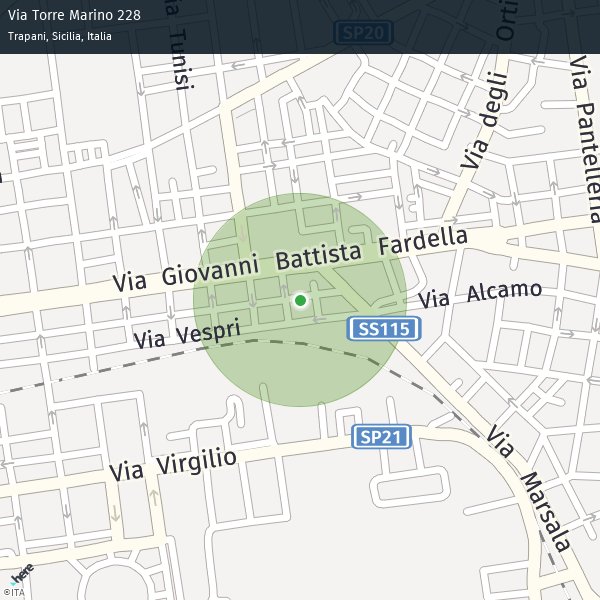 Via Torre Marino 228
Trapani, Sicilia, Italia
Via Tunisi
SP20
Via degli Orti
Via Pantelleria
Via Giovanni Battista Fardella
Via Alcamo
Via Vespri
SS115
SP21
Via Virgilio
Via Marsala
here
©ITA